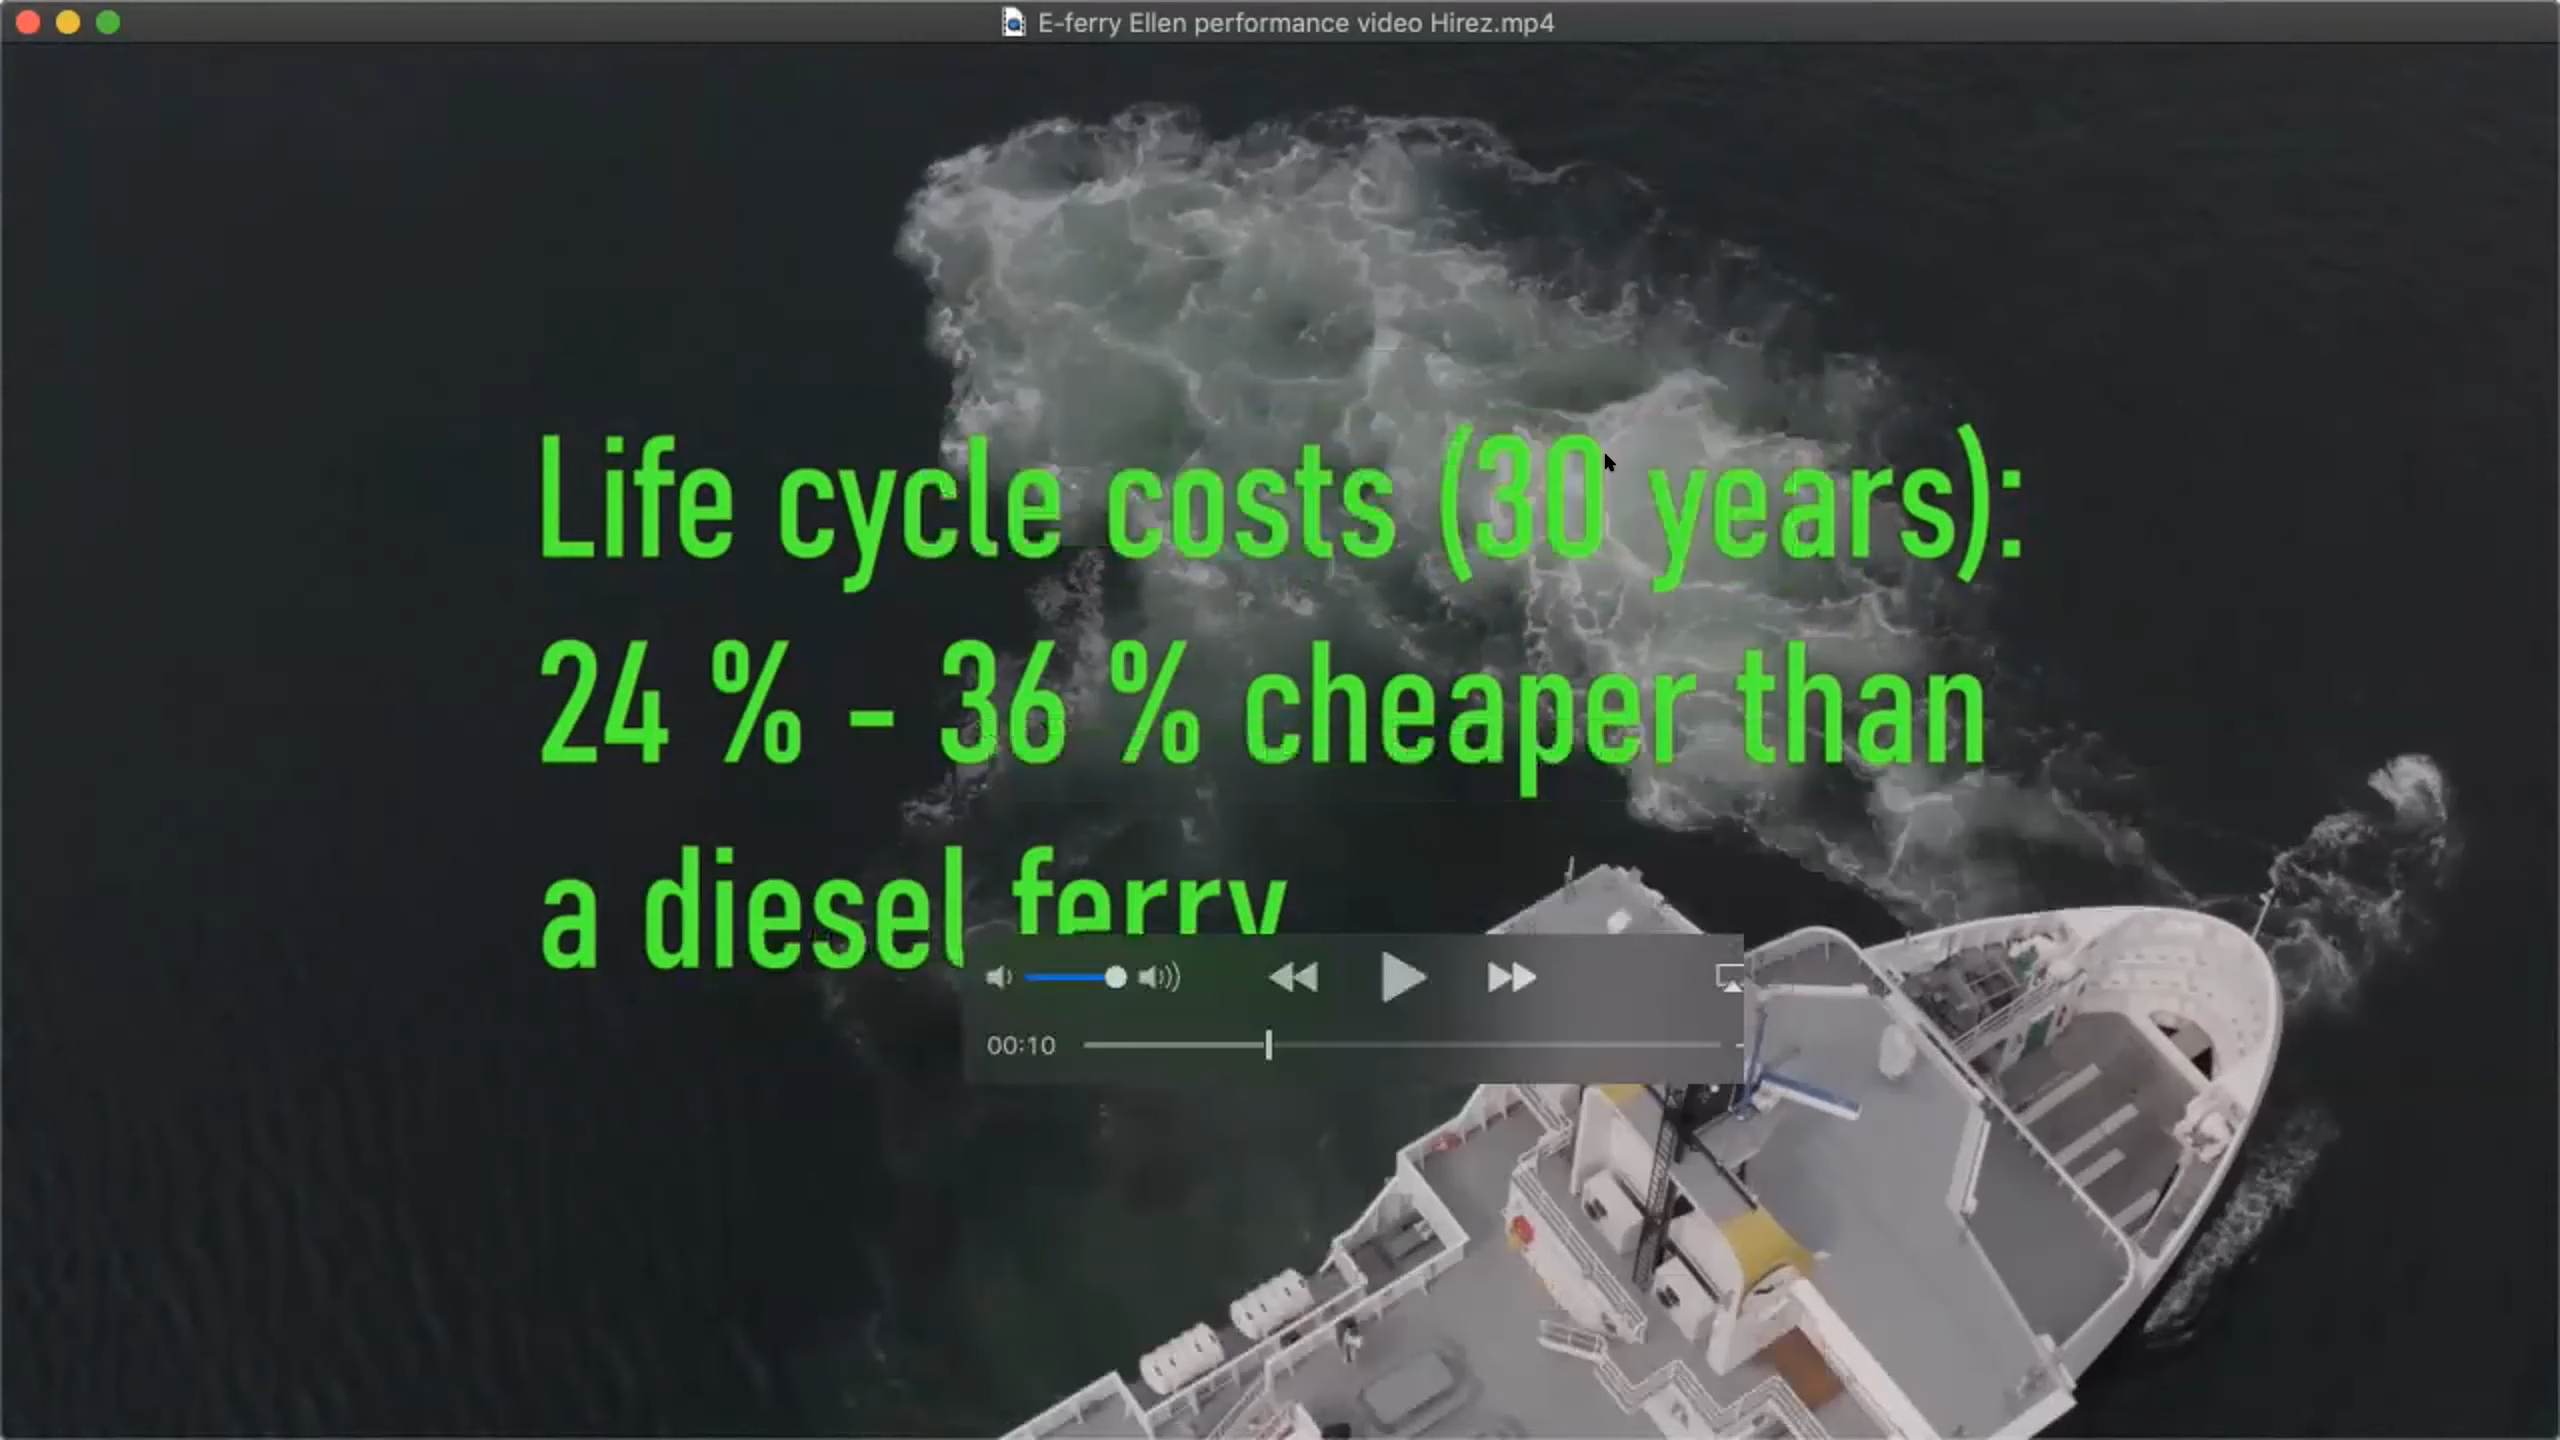 E-ferry Ellen performance video Hirez.mp4
Life cycle costs (30 years):
24 % - 36 % cheaper than
a diesel ferry
00:10